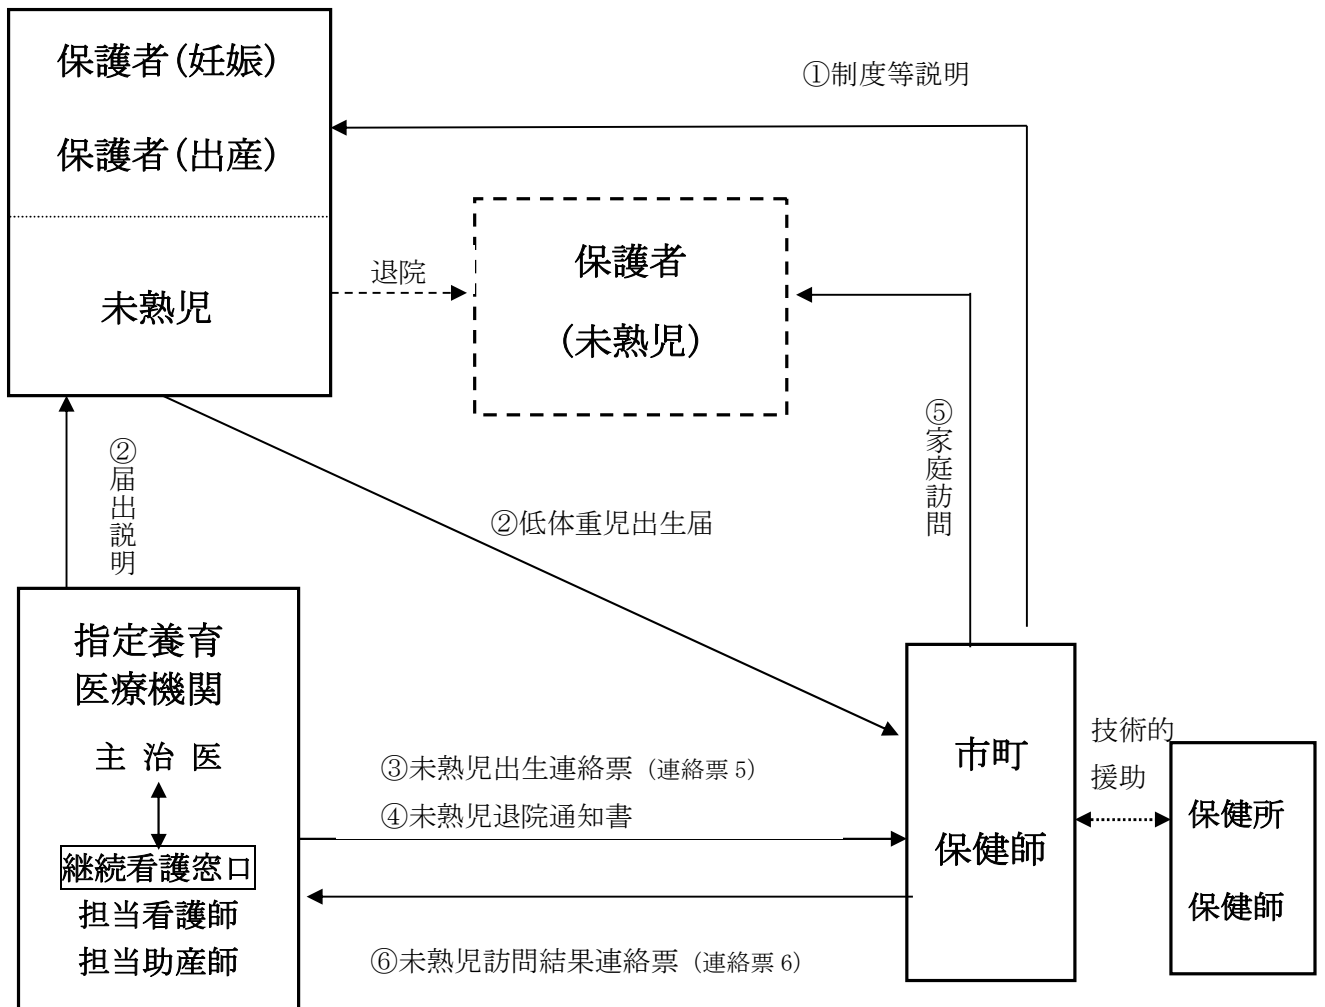 保護者(妊娠)
①制度等説明
保護者(出産)
未熟児
退院
保護者
(未熟児)
②届出説明
②低体重児出生届
⑤家庭訪問
指定養育
医療機関
主 治 医
継続看護窓口
担当看護師
担当助産師
③未熟児出生連絡票 (連絡票 5)
④未熟児退院通知書
⑥未熟児訪問結果連絡票 (連絡票 6)
市町
保健師
技術的
援助
保健所
保健師